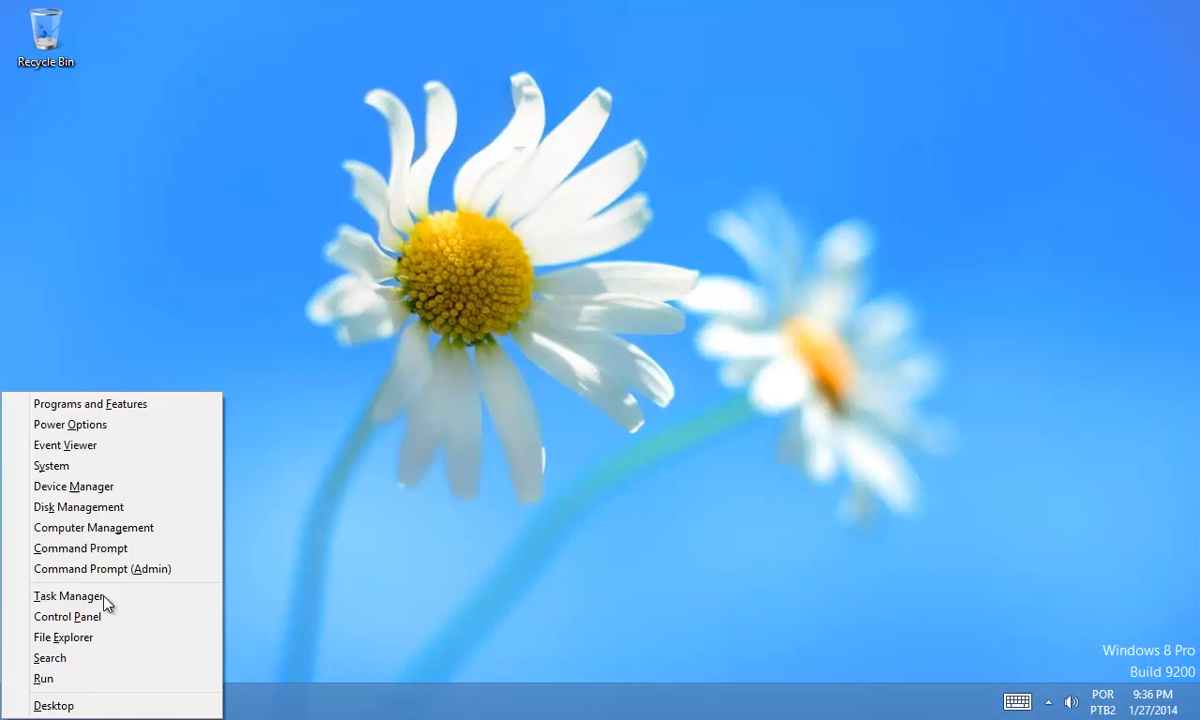 Recycle Bin
Programs and Features
Power Options
Event Viewer
System
Device Manager
Disk Management
Computer Management
Command Prompt
Command Prompt (Admin)
Task Manager
Control Panel
File Explorer
Search
Run
Desktop
Windows 8 Pro
Build 9200
POR
PTB2
9:36 PM
1/27/2014